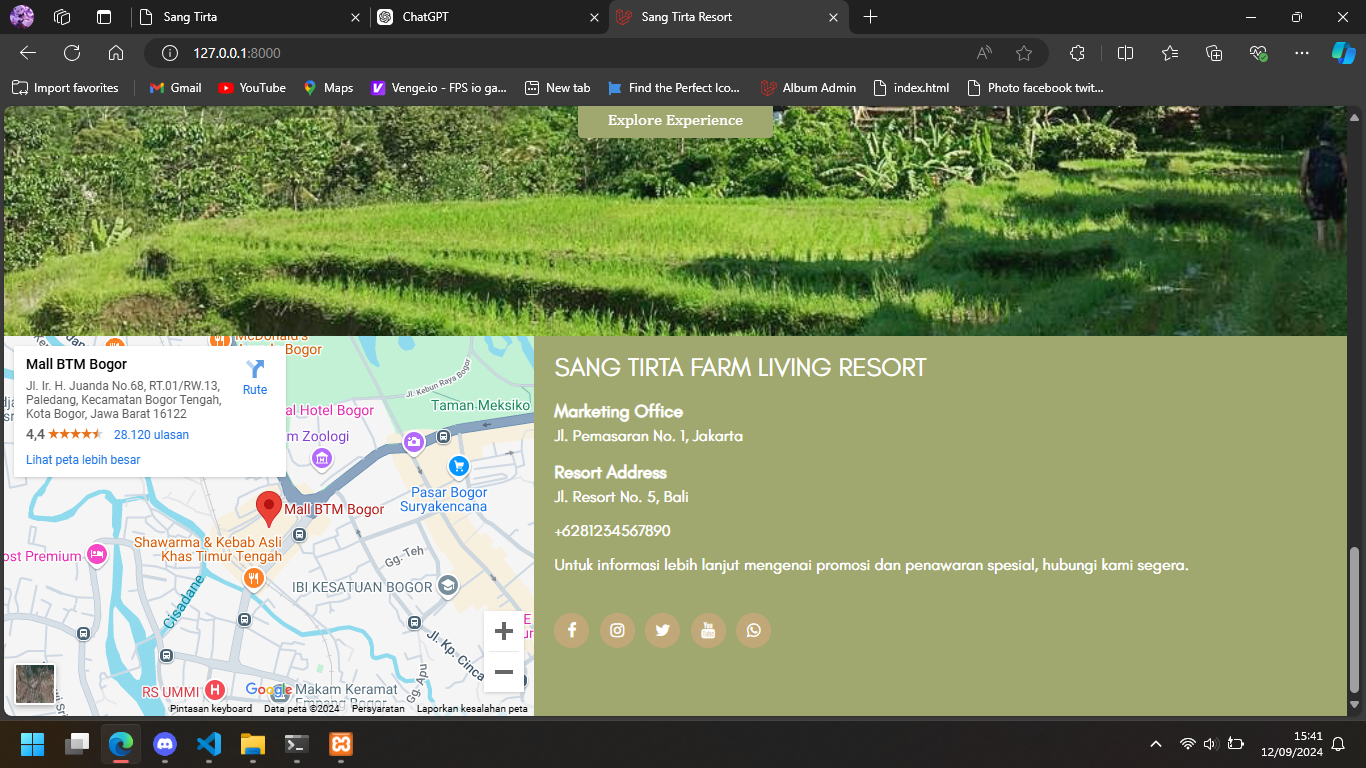 Sang Tirta
ChatGPT
Sang Tirta Resort
127.0.0.1:8000
Import favorites
Gmail
YouTube
Maps
Venge.io - FPS io ga...
New tab
Find the Perfect Ico...
Album Admin
index.html
Photo facebook twit...
Explore Experience
Mall BTM Bogor
Jl. Ir. H. Juanda No.68, RT.01/RW.13,
Paledang, Kecamatan Bogor Tengah,
Kota Bogor, Jawa Barat 16122
Rute
4,4
28.120 ulasan
Lihat peta lebih besar
Bogor
Jl. Kebun Raya Bogor
Taman Meksiko
Hotel Bogor
Zoologi
Pasar Bogor
Suryakencana
Mall BTM Bogor
Shawarma & Kebab Asli
Khas Timur Tengah
Premium
Gg. Teh
IBI KESATUAN BOGOR
Cisadane
Jl. Kp. Cinca
Gg. Apu
RS UMMI
H
Google
Makam Keramat
Pintasan keyboard
Data peta ©2024
Persyaratan
Laporkan kesalahan peta
SANG TIRTA FARM LIVING RESORT
Marketing Office
Jl. Pemasaran No. 1, Jakarta
Resort Address
Jl. Resort No. 5, Bali
+6281234567890
Untuk informasi lebih lanjut mengenai promosi dan penawaran spesial, hubungi kami segera.
You
15:41
12/09/2024